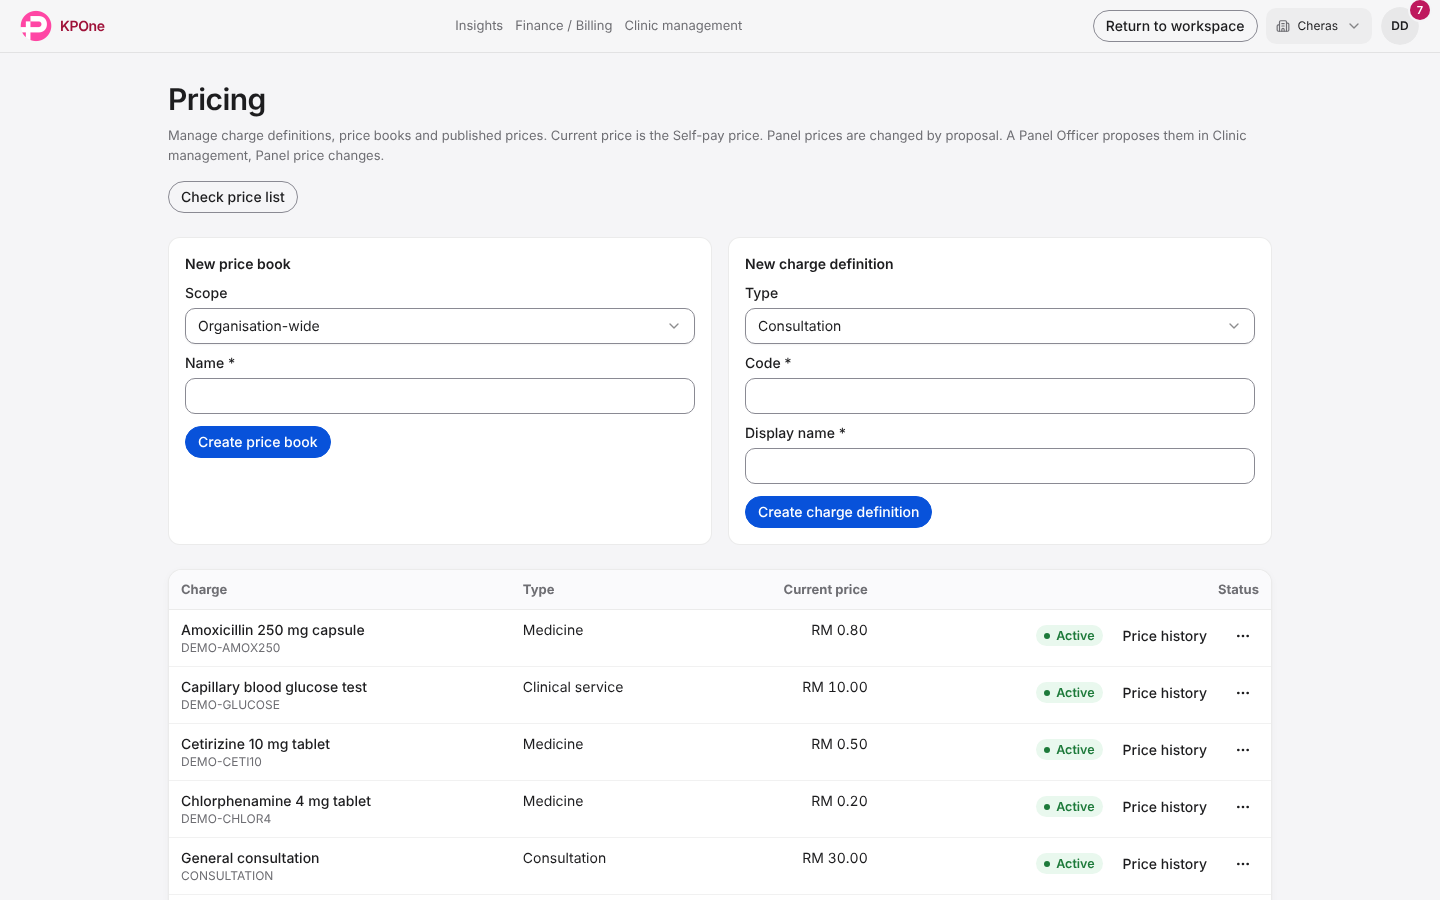 KPOne
Insights
Finance / Billing
Clinic management
Return to workspace
Cheras
DD
7
Pricing
Manage charge definitions, price books and published prices. Current price is the Self-pay price. Panel prices are changed by proposal. A Panel Officer proposes them in Clinic
management, Panel price changes.
Check price list
New price book
Scope
Organisation-wide
Name *
Create price book
New charge definition
Type
Consultation
Code *
Display name *
Create charge definition
Charge Type Current price Status
Amoxicillin 250 mg capsule Medicine RM 0.80 Active Price history
DEMO-AMOX250
Capillary blood glucose test Clinical service RM 10.00 Active Price history
DEMO-GLUCOSE
Cetirizine 10 mg tablet Medicine RM 0.50 Active Price history
DEMO-CETI10
Chlorphenamine 4 mg tablet Medicine RM 0.20 Active Price history
DEMO-CHLOR4
General consultation Consultation RM 30.00 Active Price history
CONSULTATION